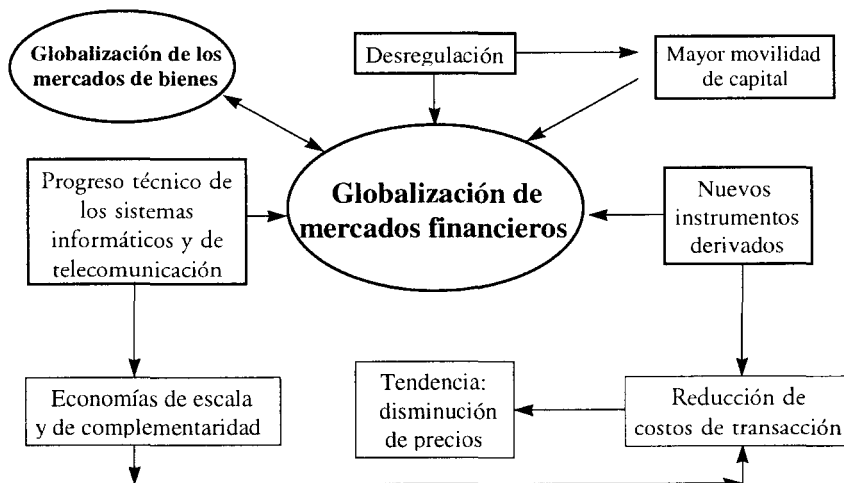 Globalización de los
mercados de bienes
Desregulación
Mayor movilidad
de capital
Progreso técnico de
los sistemas
informáticos y de
telecomunicación
Globalización de
mercados financieros
Nuevos
instrumentos
derivados
Economías de escala
y de complementaridad
Tendencia:
disminución
de precios
Reducción de
costos de transacción